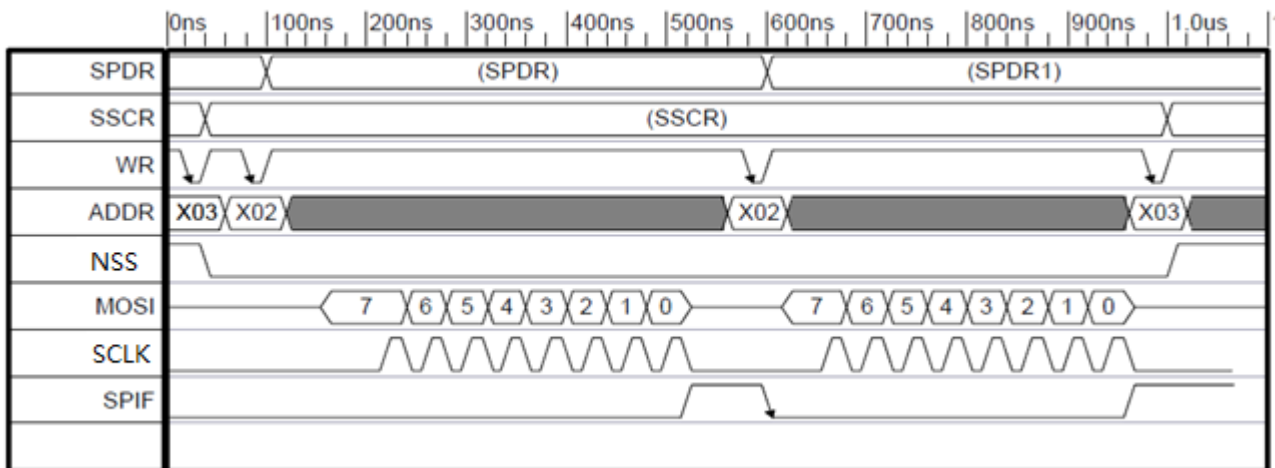 0ns 100ns 200ns 300ns 400ns 500ns 600ns 700ns 800ns 900ns 1.0us
SPDR (SPDR) (SPDR1)
SSCR (SSCR)
WR
ADDR X03 X02 X02 X03
NSS
MOSI 7 6 5 4 3 2 1 0 7 6 5 4 3 2 1 0
SCLK
SPIF